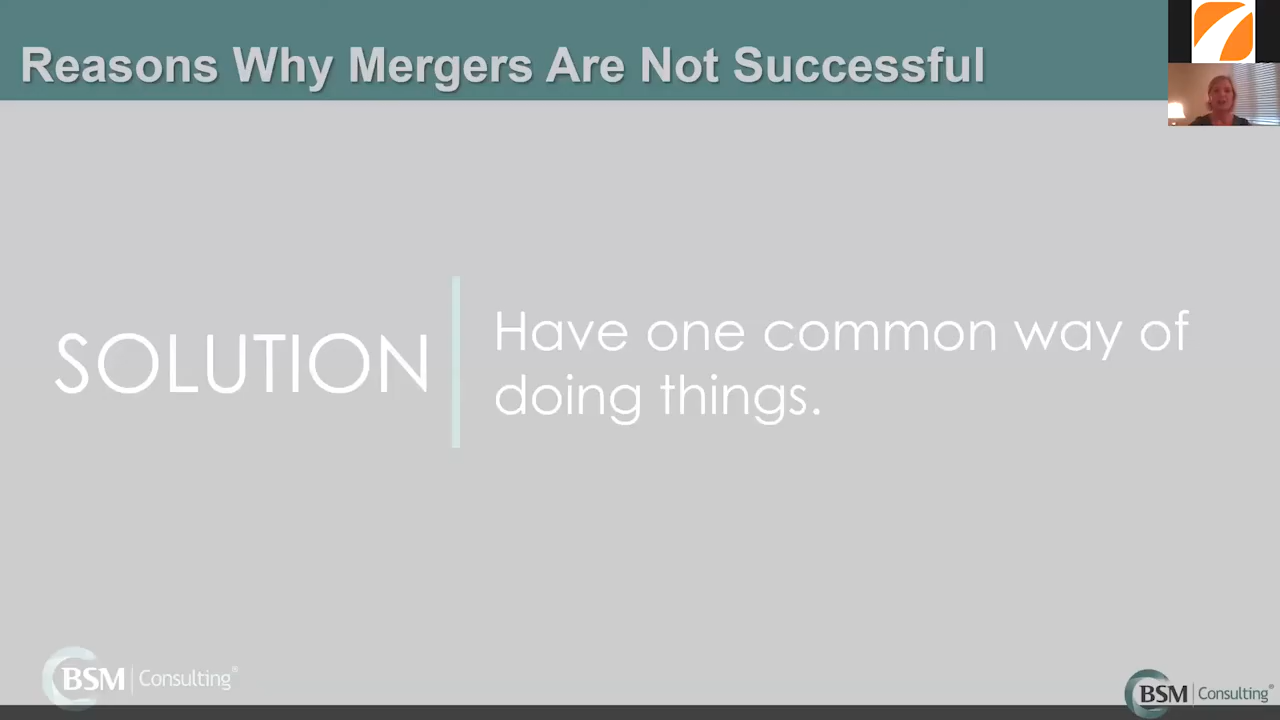 Reasons Why Mergers Are Not Successful
SOLUTION
Have one common way of
doing things.
BSM Consulting®
BSM Consulting®